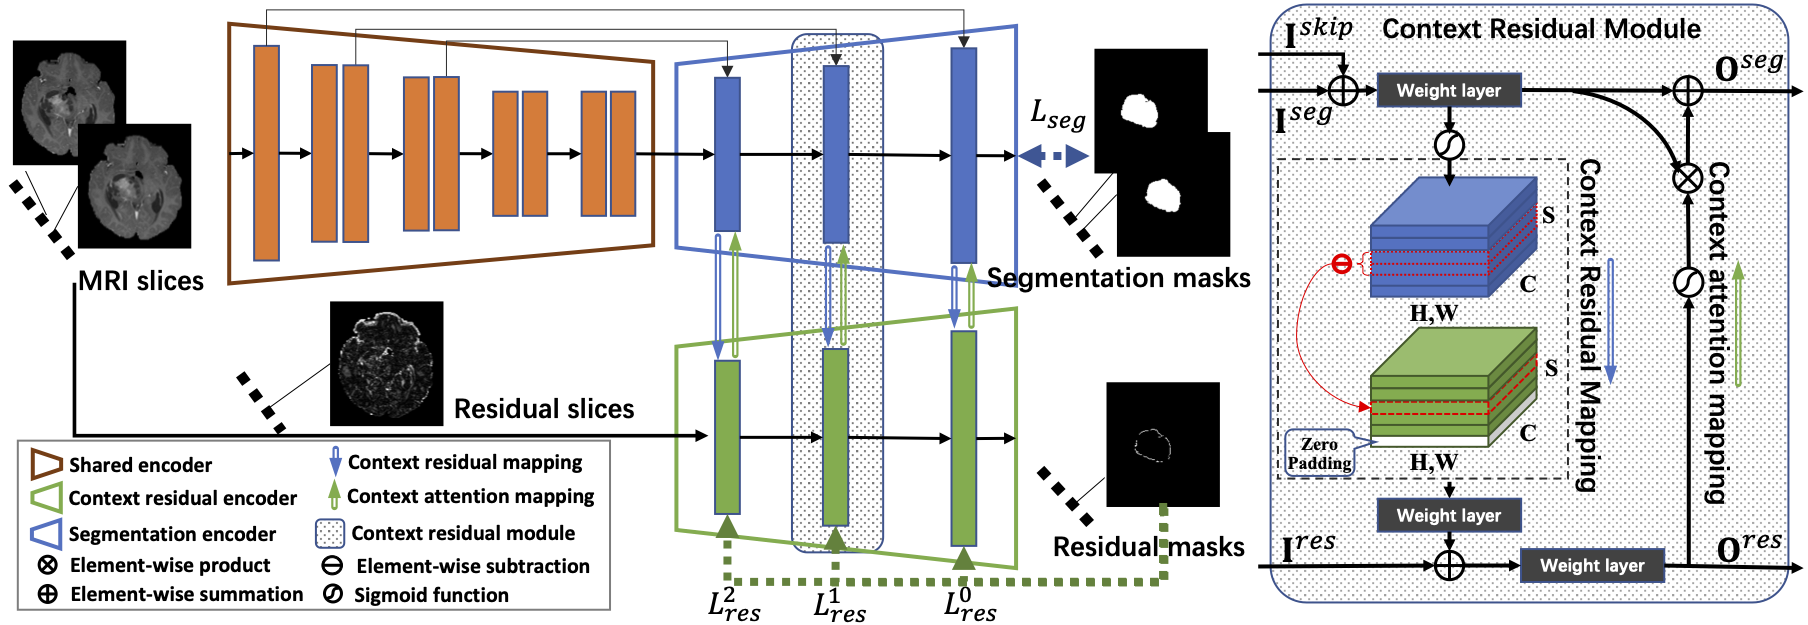 MRI slices
Residual slices
L_seg
Segmentation masks
Residual masks
L^2_res
L^1_res
L^0_res
Shared encoder
Context residual encoder
Segmentation encoder
Element-wise product
Element-wise summation
Context residual mapping
Context attention mapping
Context residual module
Element-wise subtraction
Sigmoid function
Context Residual Module
I^skip
I^seg
Weight layer
O^seg
S
C
H,W
S
C
H,W
Zero
Padding
Context Residual Mapping
Context attention mapping
Weight layer
I^res
Weight layer
O^res